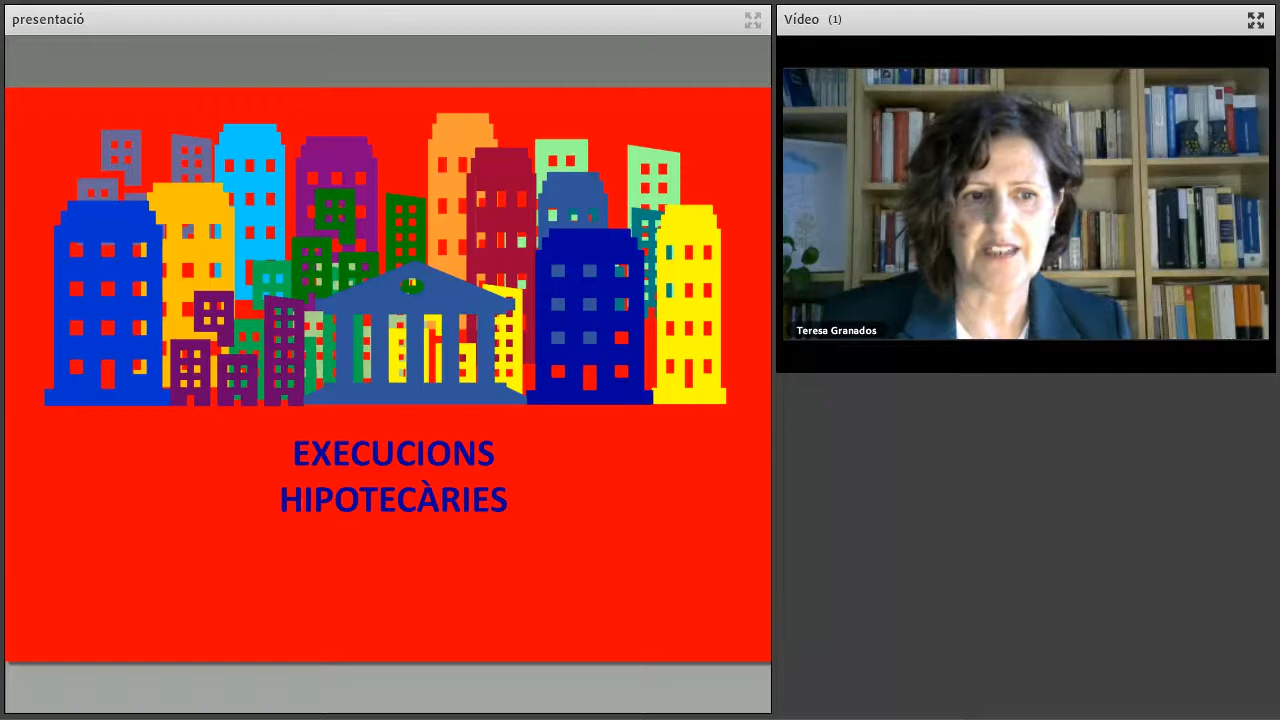 presentació
Vídeo (1)
Teresa Granados
EXECUCIONS
HIPOTECÀRIES